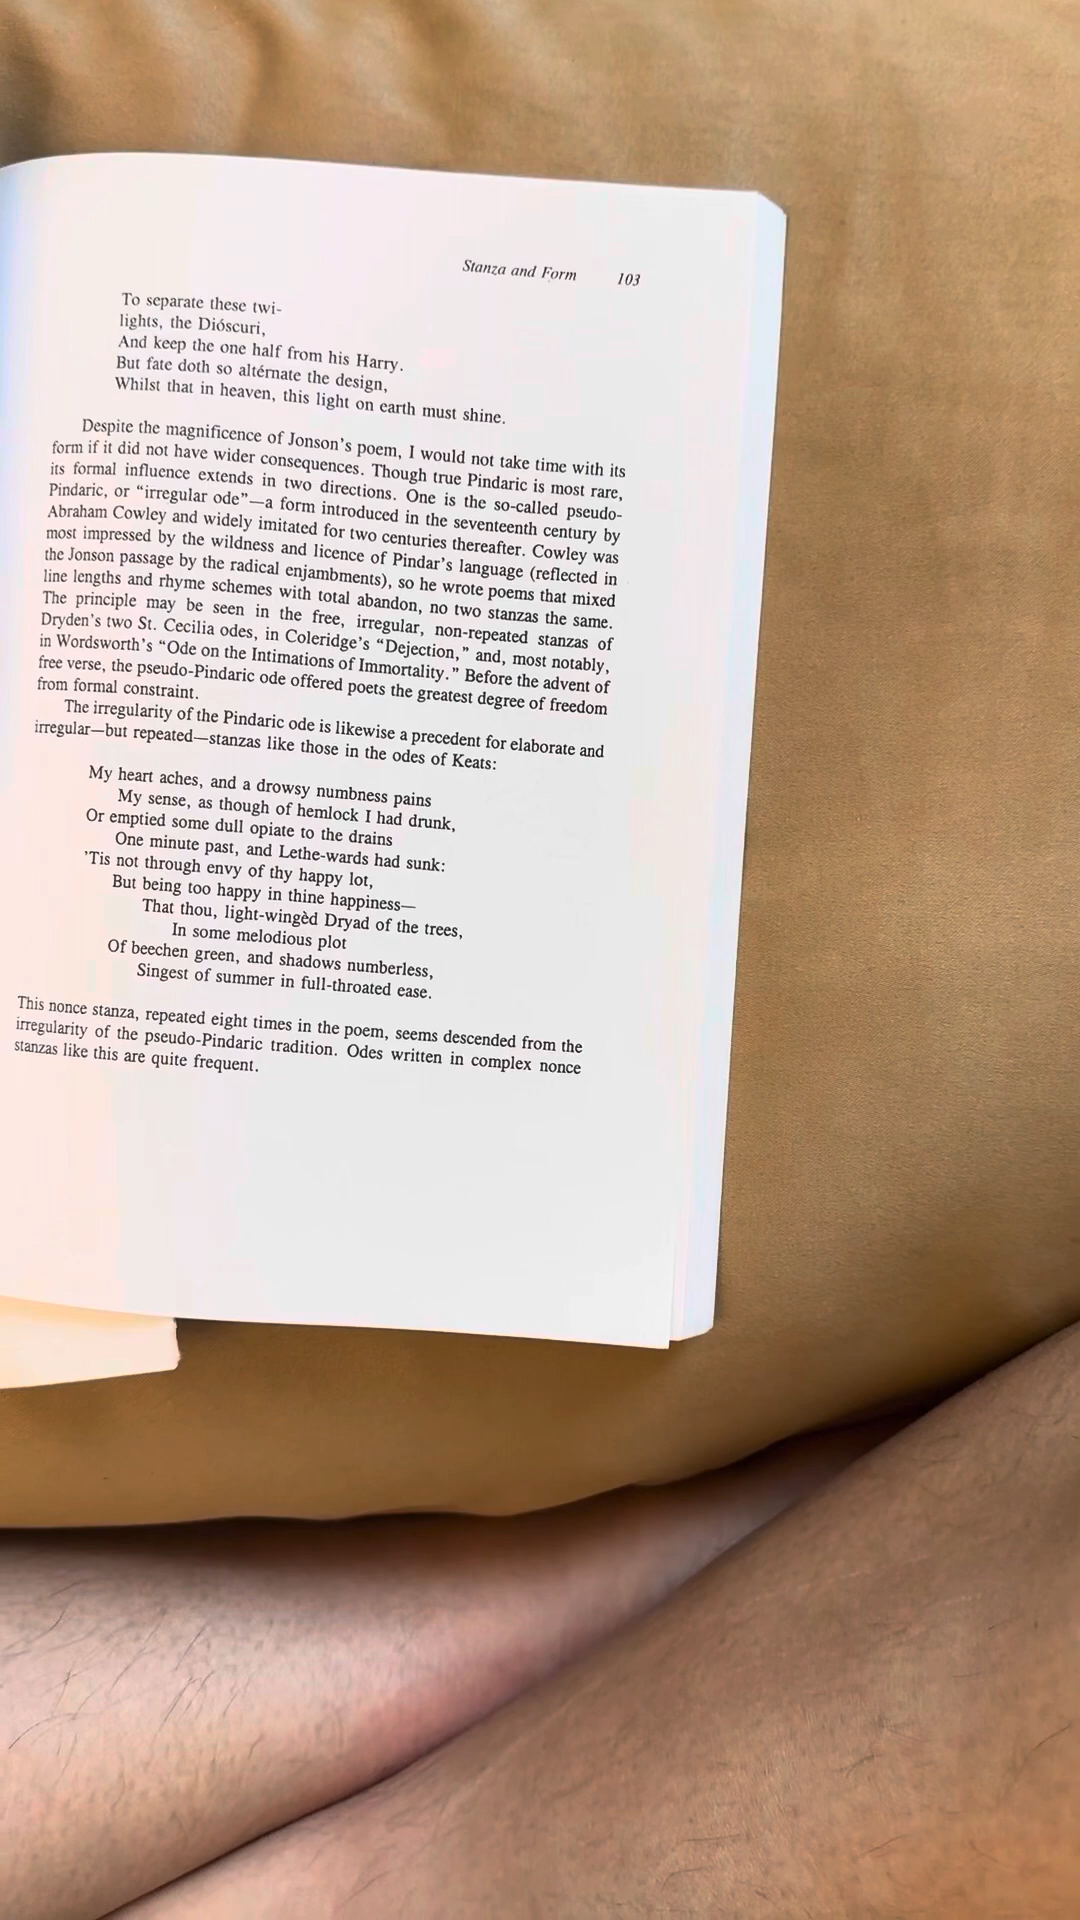 Stanza and Form 103
To separate these twi-
lights, the Dióscuri,
And keep the one half from his Harry.
But fate doth so altérnate the design,
Whilst that in heaven, this light on earth must shine.
Despite the magnificence of Jonson's poem, I would not take time with its
form if it did not have wider consequences. Though true Pindaric is most rare,
its formal influence extends in two directions. One is the so-called pseudo-
Pindaric, or “irregular ode”—a form introduced in the seventeenth century by
Abraham Cowley and widely imitated for two centuries thereafter. Cowley was
most impressed by the wildness and licence of Pindar's language (reflected in
the Jonson passage by the radical enjambments), so he wrote poems that mixed
line lengths and rhyme schemes with total abandon, no two stanzas the same.
The principle may be seen in the free, irregular, non-repeated stanzas of
Dryden's two St. Cecilia odes, in Coleridge's “Dejection,” and, most notably,
in Wordsworth's “Ode on the Intimations of Immortality.” Before the advent of
free verse, the pseudo-Pindaric ode offered poets the greatest degree of freedom
from formal constraint.
The irregularity of the Pindaric ode is likewise a precedent for elaborate and
irregular—but repeated—stanzas like those in the odes of Keats:
My heart aches, and a drowsy numbness pains
My sense, as though of hemlock I had drunk,
Or emptied some dull opiate to the drains
One minute past, and Lethe-wards had sunk:
'Tis not through envy of thy happy lot,
But being too happy in thine happiness—
That thou, light-wingèd Dryad of the trees,
In some melodious plot
Of beechen green, and shadows numberless,
Singest of summer in full-throated ease.
This nonce stanza, repeated eight times in the poem, seems descended from the
irregularity of the pseudo-Pindaric tradition. Odes written in complex nonce
stanzas like this are quite frequent.